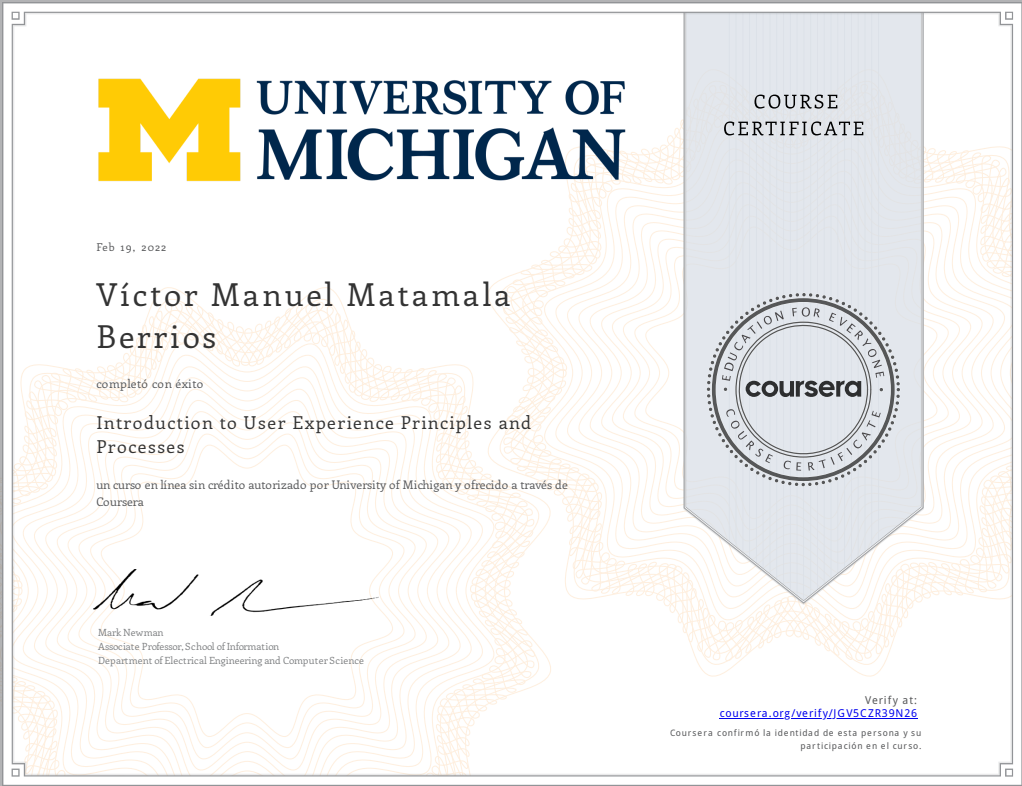 UNIVERSITY OF
MICHIGAN
COURSE
CERTIFICATE
Feb 19, 2022
Víctor Manuel Matamala
Berrios
completó con éxito
Introduction to User Experience Principles and
Processes
un curso en línea sin crédito autorizado por University of Michigan y ofrecido a través de
Coursera
EDUCATION FOR EVERYONE
coursera
COURSE CERTIFICATE
Mark Newman
Associate Professor, School of Information
Department of Electrical Engineering and Computer Science
Verify at:
coursera.org/verify/JGV5CZR39N26
Coursera confirmó la identidad de esta persona y su
participación en el curso.